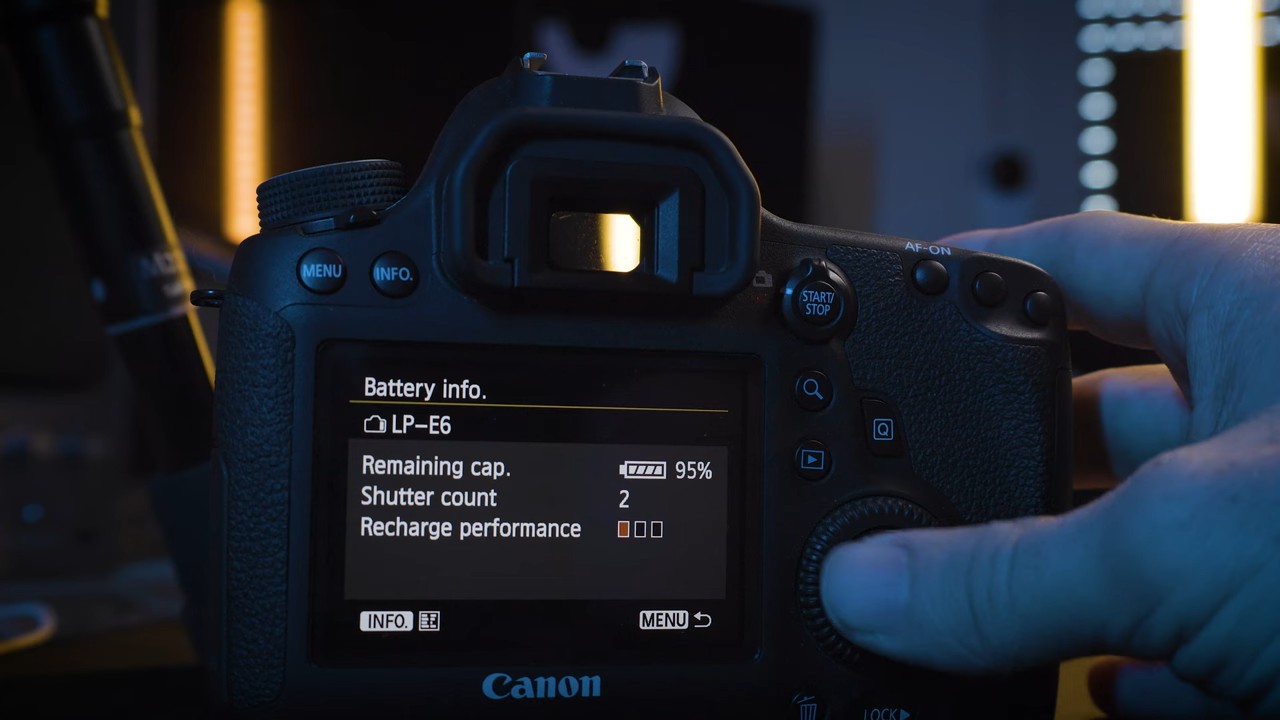 AF-ON
MENU
INFO.
START/
STOP
Battery info.
LP-E6
Remaining cap. 95%
Shutter count 2
Recharge performance
INFO.
MENU
Q
Canon
LOCK